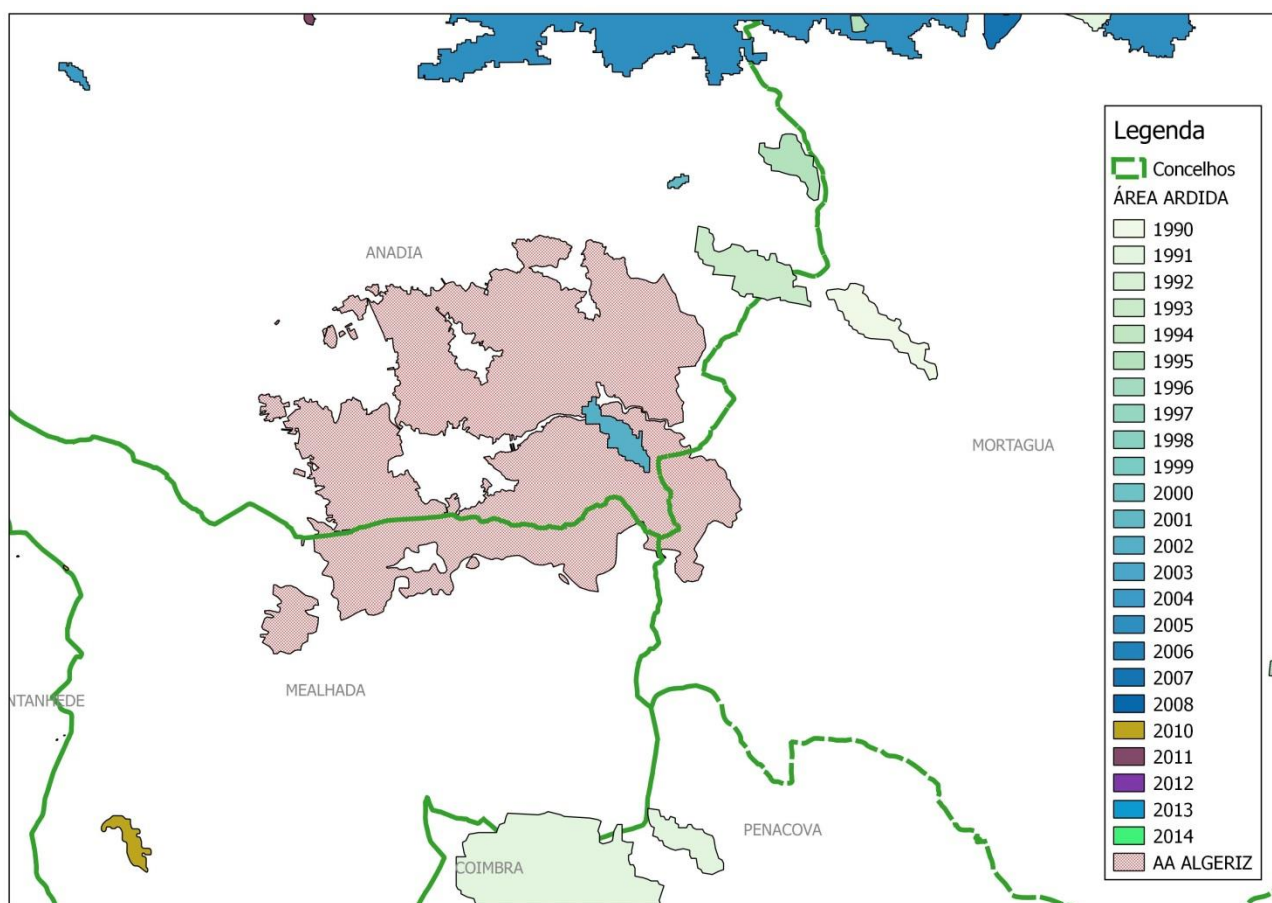 ANADIA
MORTAGUA
MEALHADA
NTANHEDE
PENACOVA
COIMBRA
Legenda
Concelhos
ÁREA ARDIDA
1990
1991
1992
1993
1994
1995
1996
1997
1998
1999
2000
2001
2002
2003
2004
2005
2006
2007
2008
2010
2011
2012
2013
2014
AA ALGERIZ